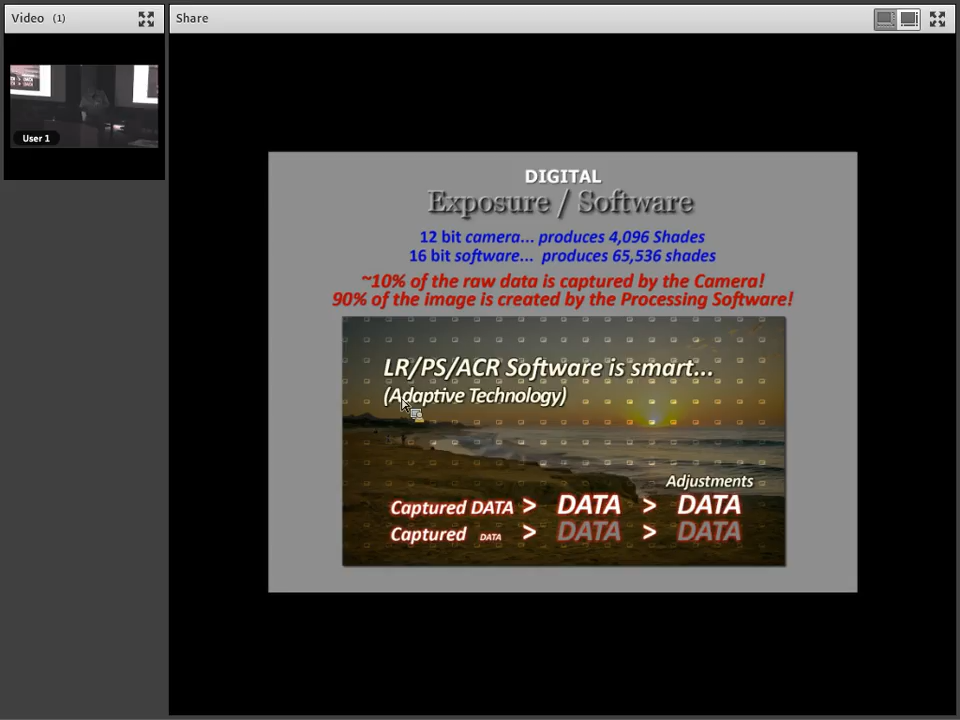 Video (1)
Share
User 1
DIGITAL
Exposure / Software
12 bit camera... produces 4,096 Shades
16 bit software... produces 65,536 shades
~10% of the raw data is captured by the Camera!
90% of the image is created by the Processing Software!
LR/PS/ACR Software is smart...
(Adaptive Technology)
Adjustments
Captured DATA > DATA > DATA
Captured DATA > DATA > DATA